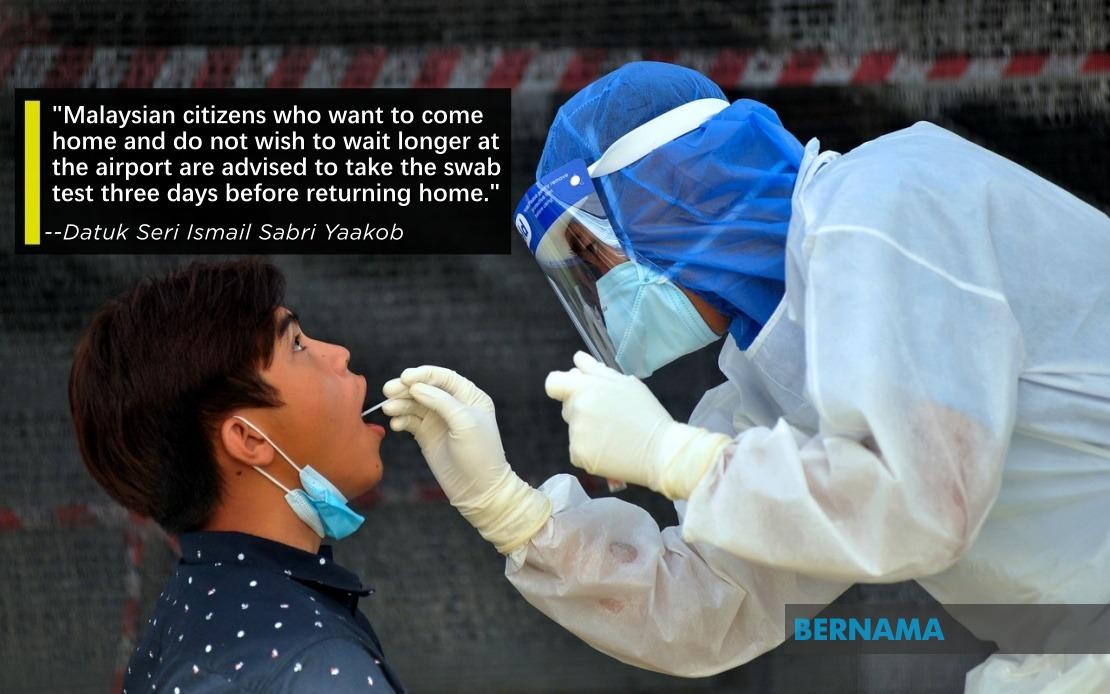 "Malaysian citizens who want to come
home and do not wish to wait longer at
the airport are advised to take the swab
test three days before returning home."
--Datuk Seri Ismail Sabri Yaakob
BERNAMA